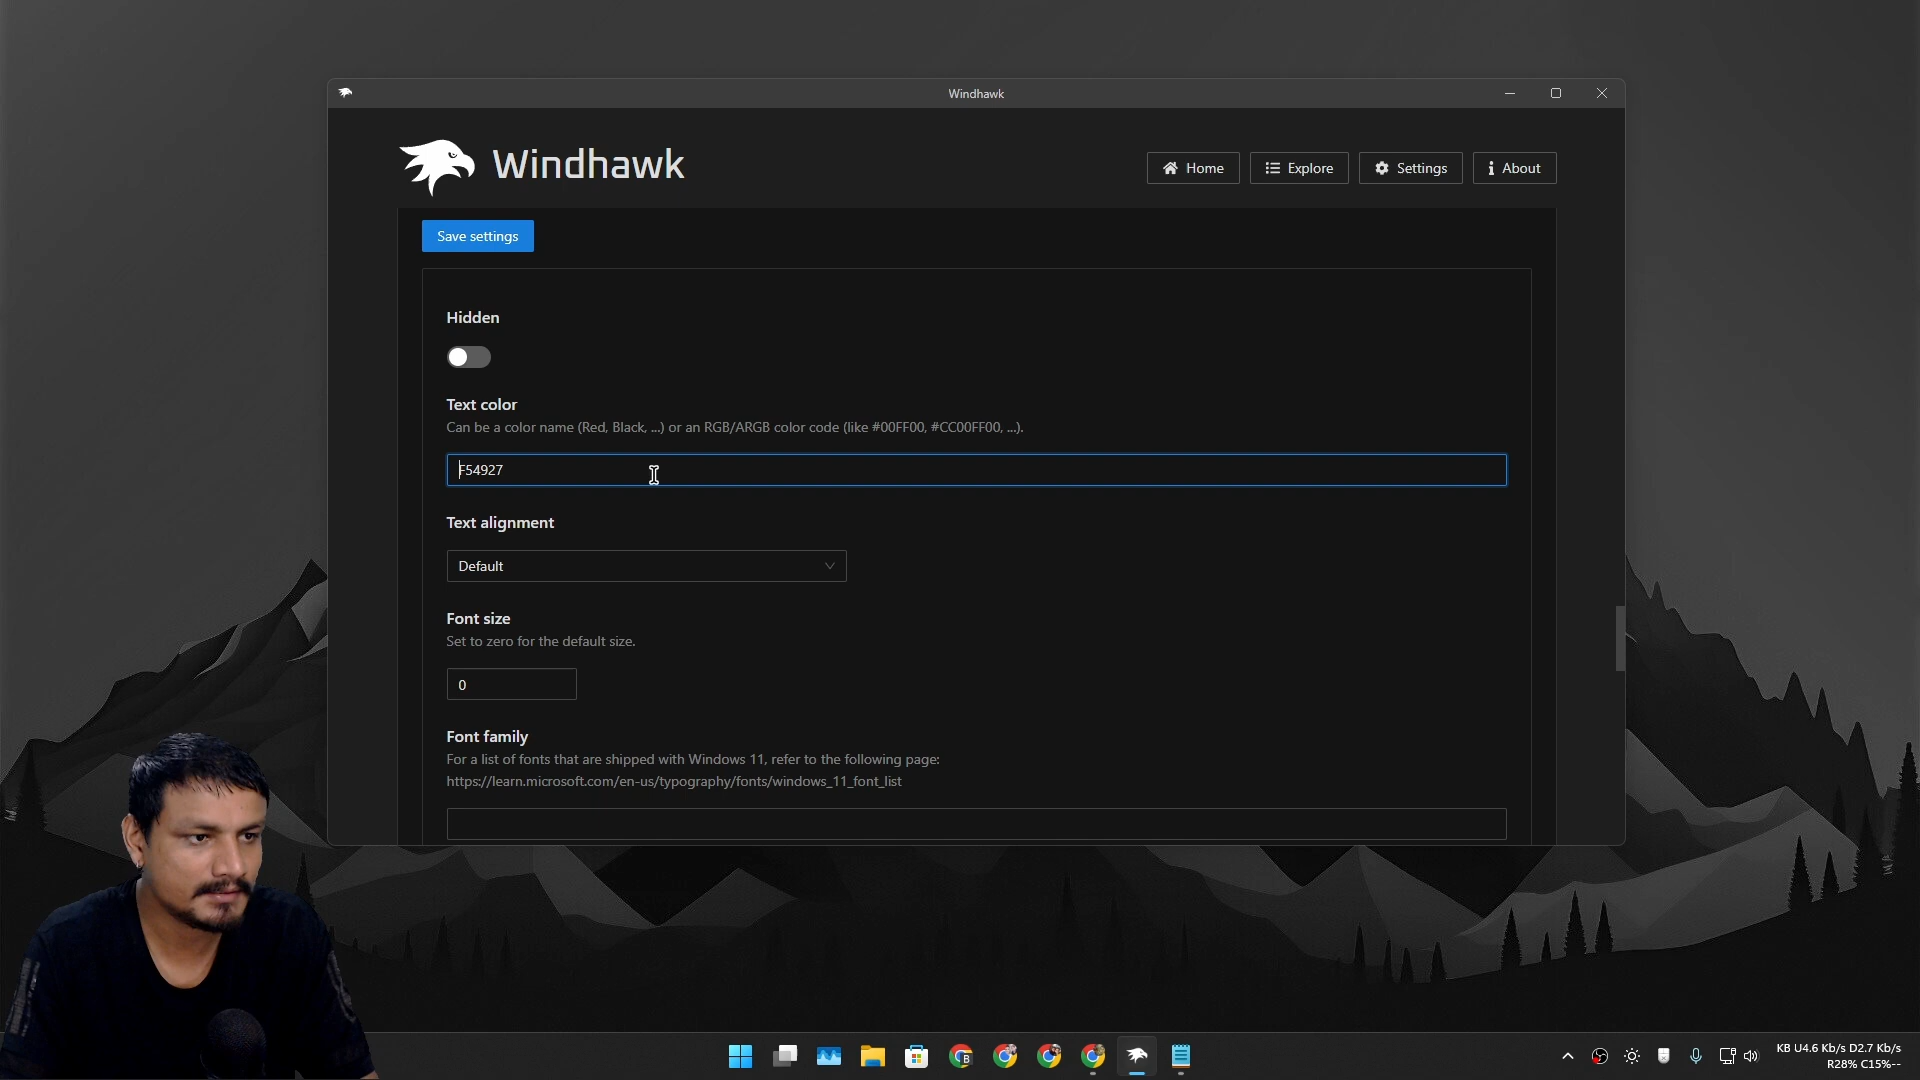 Windhawk
Windhawk
Home
Explore
Settings
About
Save settings
Hidden
Text color
Can be a color name (Red, Black, ...) or an RGB/ARGB color code (like #00FF00, #CC00FF00, ...).
F54927
Text alignment
Default
Font size
Set to zero for the default size.
0
Font family
For a list of fonts that are shipped with Windows 11, refer to the following page:
https://learn.microsoft.com/en-us/typography/fonts/windows_11_font_list
B
KB U4.6 Kb/s D2.7 Kb/s
R28% C15%--